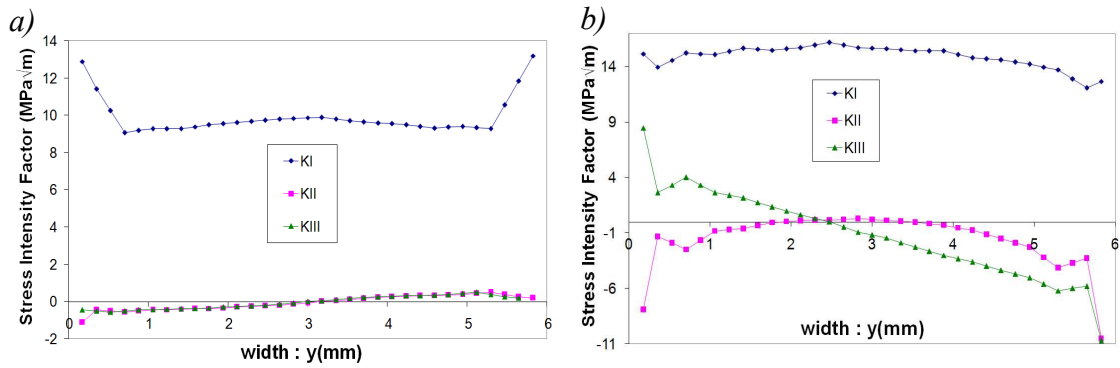 a)
Stress Intensity Factor (MPa√m)
14
12
10
8
6
4
2
0
-2
KI
KII
KIII
0 1 2 3 4 5 6
width : y(mm)
b)
Stress Intensity Factor (MPa√m)
14
9
4
-1
-6
-11
KI
KII
KIII
0 1 2 3 4 5 6
width : y(mm)